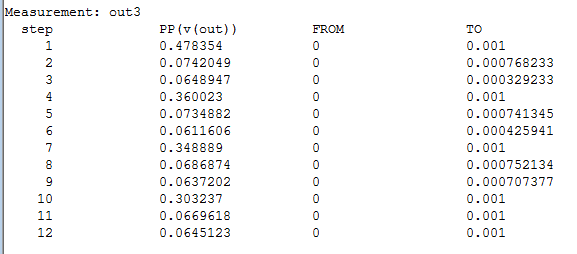 Measurement: out3
step PP(v(out)) FROM TO
1 0.478354 0 0.001
2 0.0742049 0 0.000768233
3 0.0648947 0 0.000329233
4 0.360023 0 0.001
5 0.0734882 0 0.000741345
6 0.0611606 0 0.000425941
7 0.348889 0 0.001
8 0.0686874 0 0.000752134
9 0.0637202 0 0.000707377
10 0.303237 0 0.001
11 0.0669618 0 0.001
12 0.0645123 0 0.001